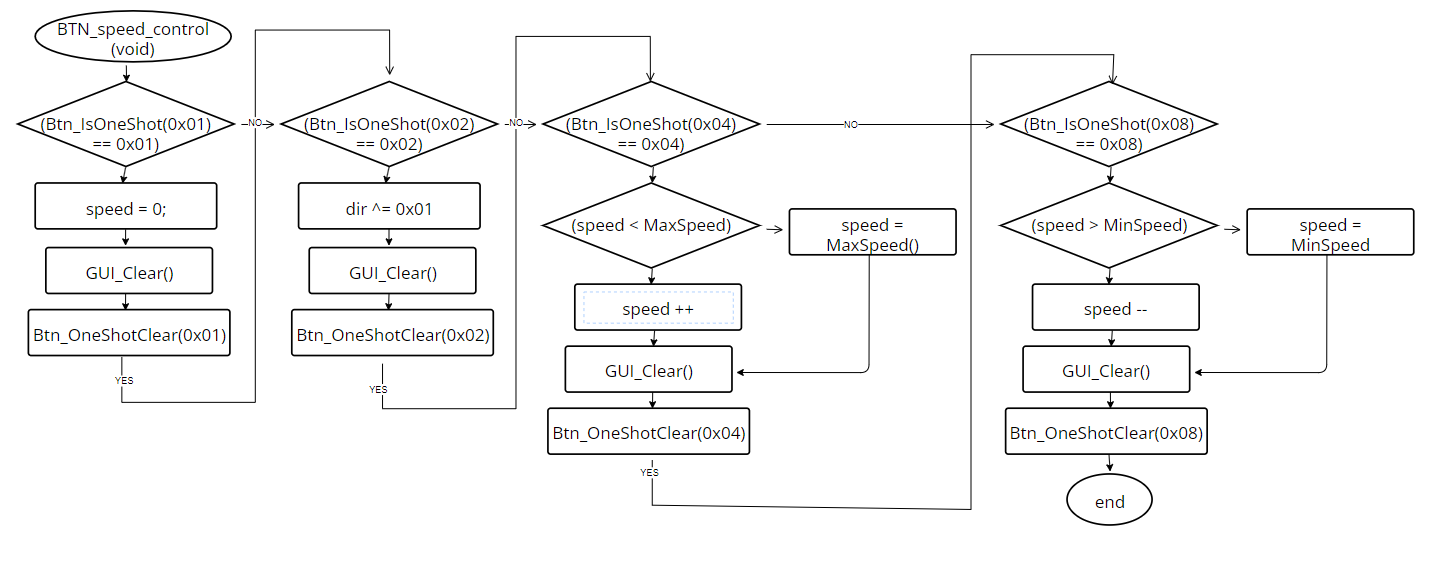 BTN_speed_control
(void)
(Btn_IsOneShot(0x01)
== 0x01)
speed = 0;
GUI_Clear()
Btn_OneShotClear(0x01)
YES
NO
(Btn_IsOneShot(0x02)
== 0x02)
dir ^= 0x01
GUI_Clear()
Btn_OneShotClear(0x02)
YES
NO
(Btn_IsOneShot(0x04)
== 0x04)
(speed < MaxSpeed)
speed =
MaxSpeed()
speed ++
GUI_Clear()
Btn_OneShotClear(0x04)
YES
NO
(Btn_IsOneShot(0x08)
== 0x08)
(speed > MinSpeed)
speed =
MinSpeed
speed --
GUI_Clear()
Btn_OneShotClear(0x08)
end